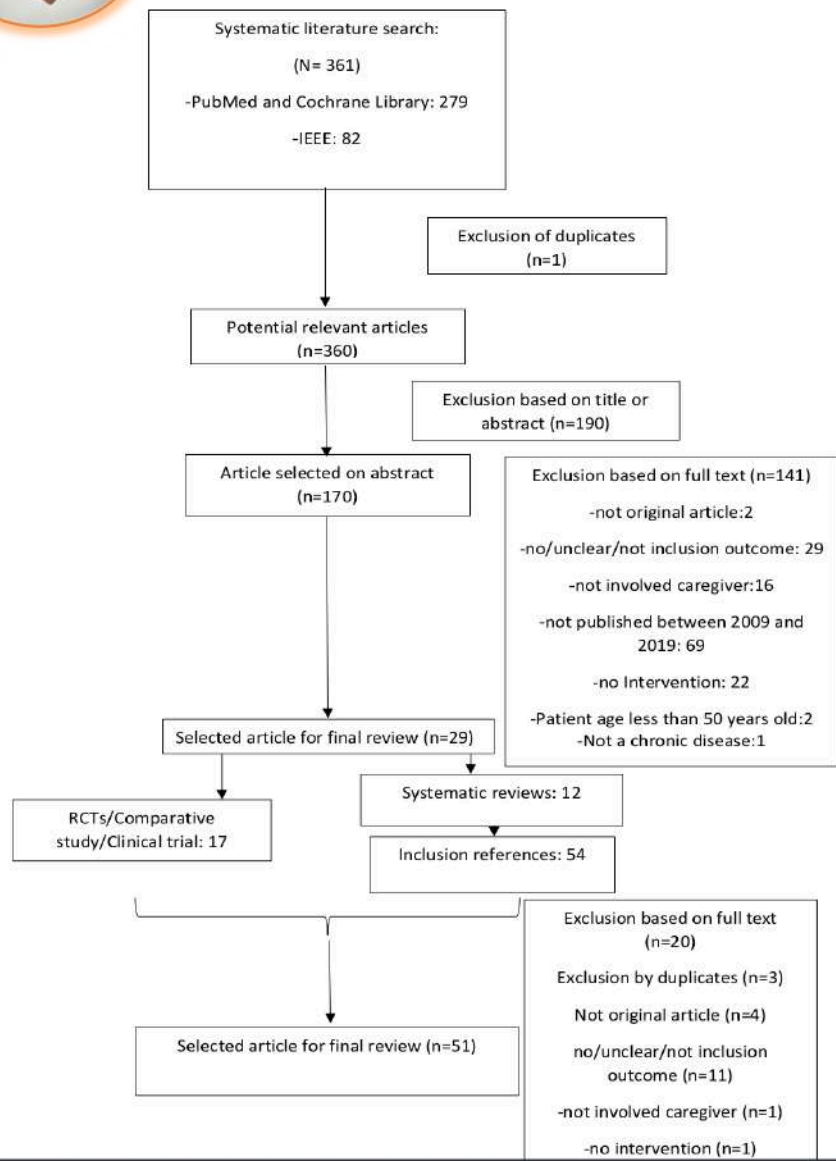 Systematic literature search:
(N= 361)
-PubMed and Cochrane Library: 279
-IEEE: 82
Exclusion of duplicates
(n=1)
Potential relevant articles
(n=360)
Exclusion based on title or
abstract (n=190)
Article selected on abstract
(n=170)
Exclusion based on full text (n=141)
-not original article:2
-no/unclear/not inclusion outcome: 29
-not involved caregiver:16
-not published between 2009 and
2019: 69
-no Intervention: 22
-Patient age less than 50 years old:2
-Not a chronic disease:1
Selected article for final review (n=29)
RCTs/Comparative
study/Clinical trial: 17
Systematic reviews: 12
Inclusion references: 54
Exclusion based on full text
(n=20)
Exclusion by duplicates (n=3)
Not original article (n=4)
no/unclear/not inclusion
outcome (n=11)
-not involved caregiver (n=1)
-no intervention (n=1)
Selected article for final review (n=51)